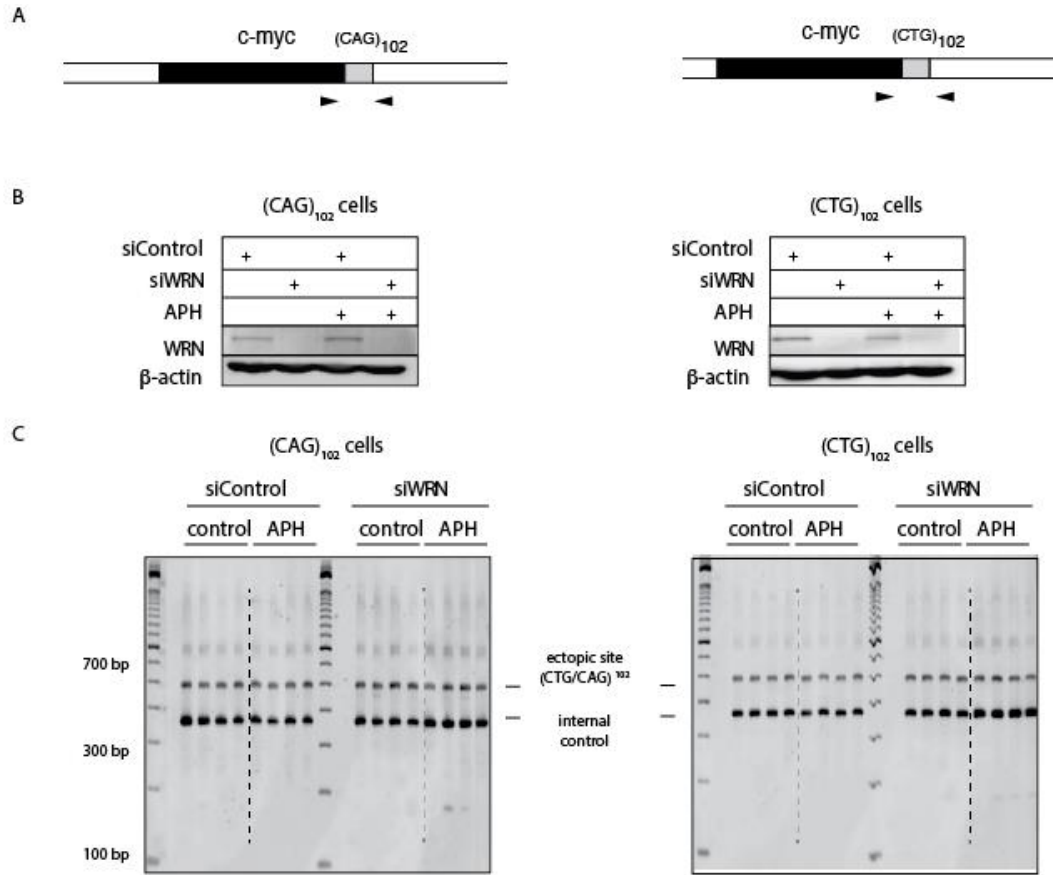 A
c-myc (CAG)102
c-myc (CTG)102
B
(CAG)102 cells
(CTG)102 cells
siControl + +
siWRN + +
APH + +
WRN
β-actin
siControl + +
siWRN + +
APH + +
WRN
β-actin
C
(CAG)102 cells
(CTG)102 cells
siControl siWRN
siControl siWRN
control APH control APH
control APH control APH
700 bp
300 bp
100 bp
ectopic site
(CTG/CAG) 102
internal
control